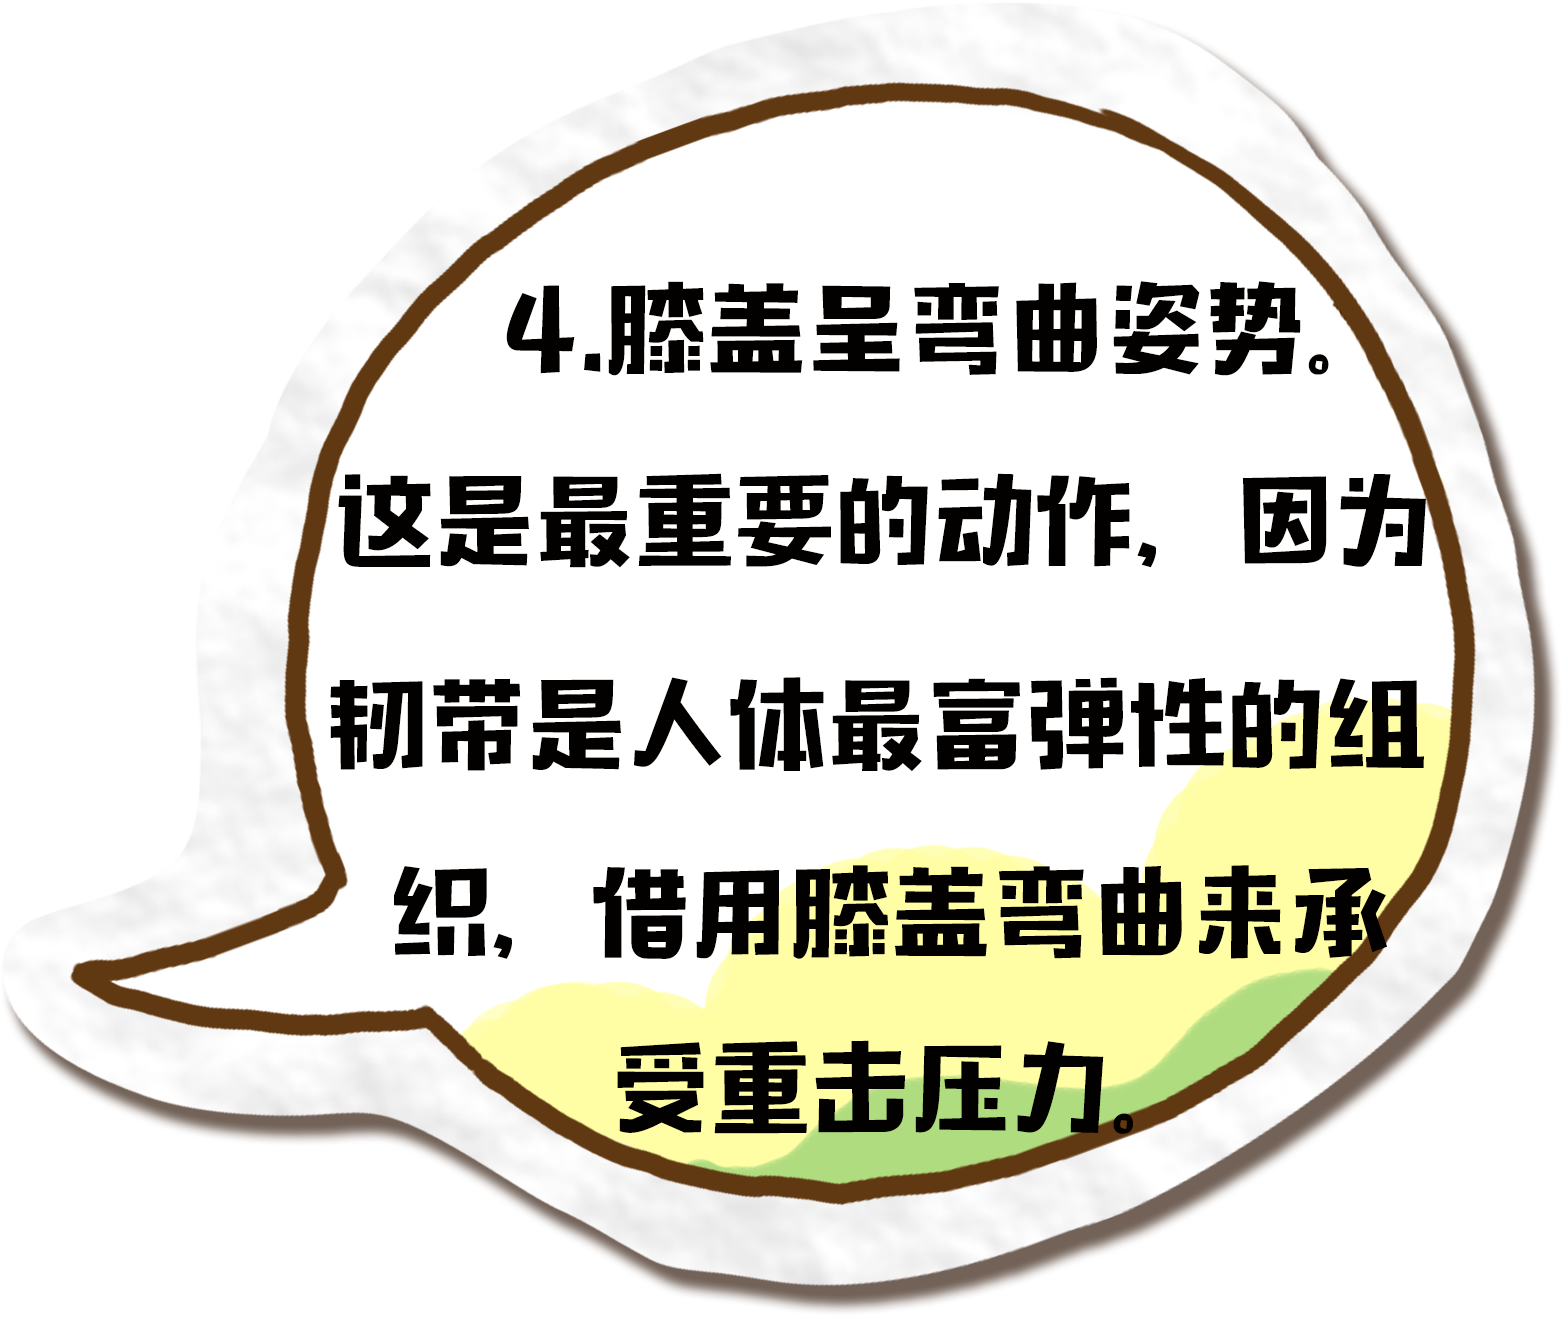 4.膝盖呈弯曲姿势。
这是最重要的动作，因为
韧带是人体最富弹性的组
织，借用膝盖弯曲来承
受重击压力。